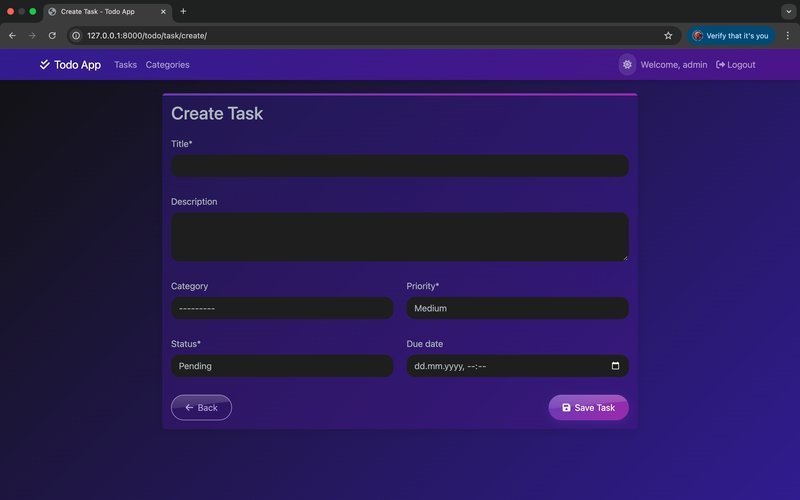 Create Task - Todo App
127.0.0.1:8000/todo/task/create/
Verify that it's you
Todo App
Tasks
Categories
Welcome, admin
Logout
Create Task
Title*
Description
Category
Priority*
---------
Medium
Status*
Due date
Pending
dd.mm.yyyy, --:--
Back
Save Task